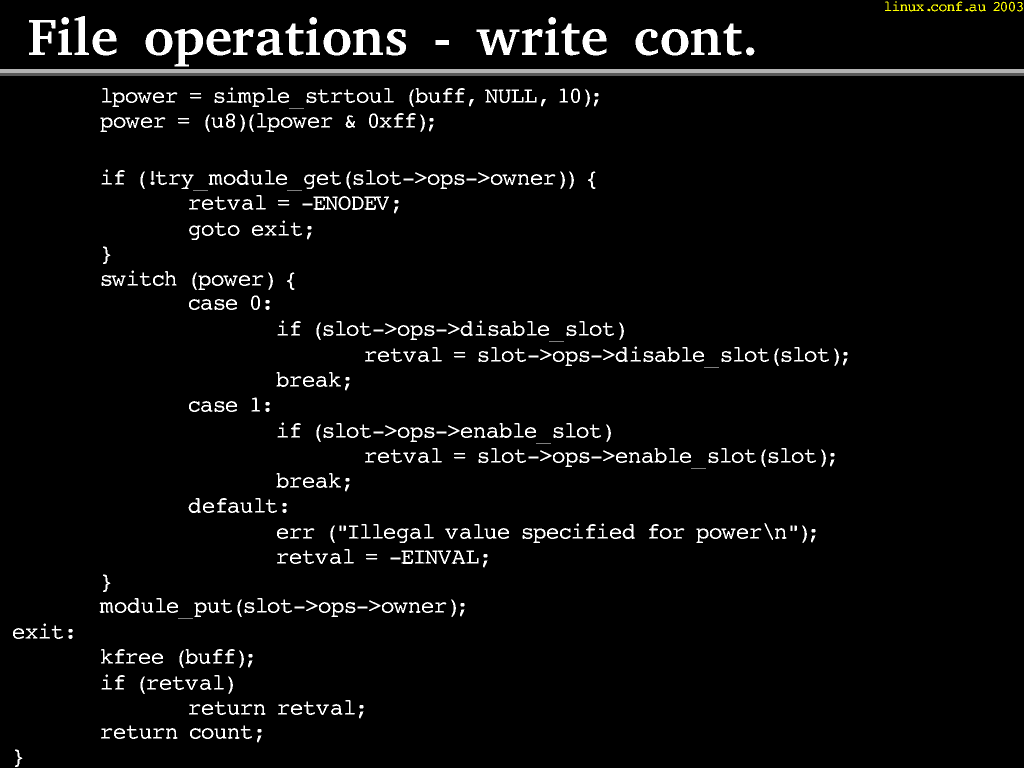 linux.conf.au 2003
File operations - write cont.
lpower = simple_strtoul (buff, NULL, 10);
power = (u8)(lpower & 0xff);
if (!try_module_get(slot->ops->owner)) {
retval = -ENODEV;
goto exit;
}
switch (power) {
case 0:
if (slot->ops->disable_slot)
retval = slot->ops->disable_slot(slot);
break;
case 1:
if (slot->ops->enable_slot)
retval = slot->ops->enable_slot(slot);
break;
default:
err ("Illegal value specified for power\n");
retval = -EINVAL;
}
module_put(slot->ops->owner);
exit:
kfree (buff);
if (retval)
return retval;
return count;
}